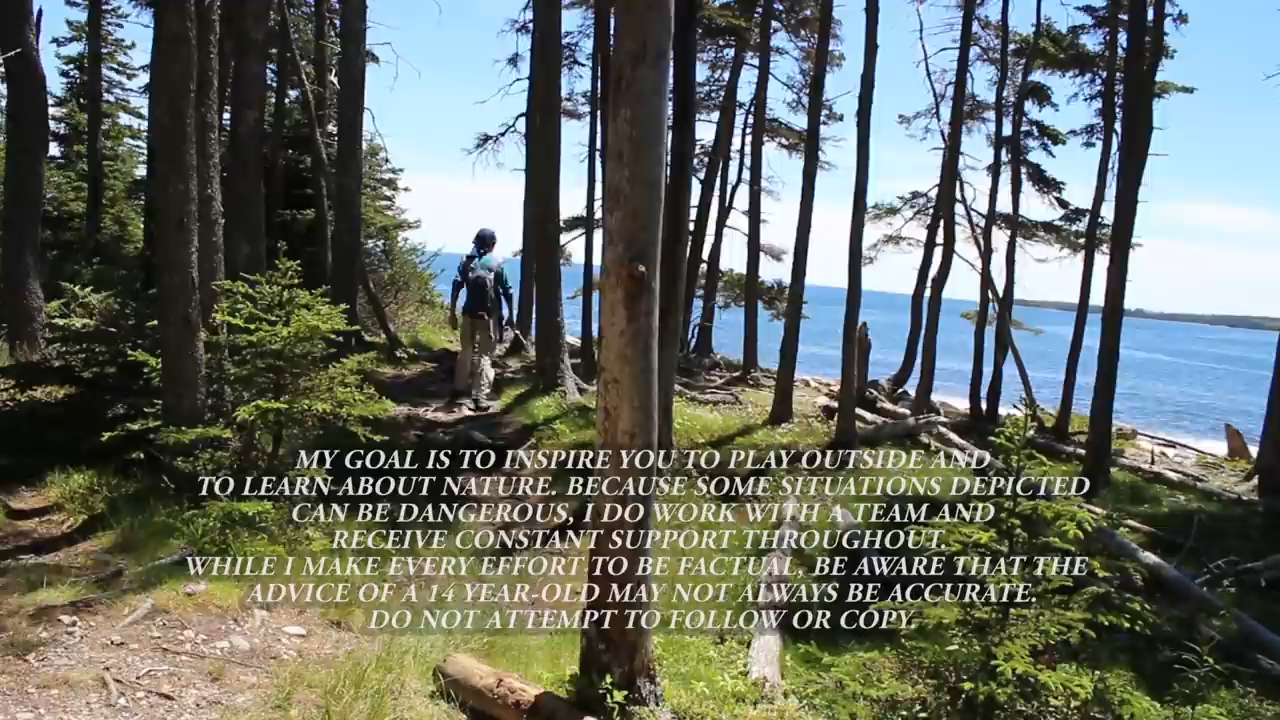 MY GOAL IS TO INSPIRE YOU TO PLAY OUTSIDE AND
TO LEARN ABOUT NATURE. BECAUSE SOME SITUATIONS DEPICTED
CAN BE DANGEROUS, I DO WORK WITH A TEAM AND
RECEIVE CONSTANT SUPPORT THROUGHOUT.
WHILE I MAKE EVERY EFFORT TO BE FACTUAL, BE AWARE THAT THE
ADVICE OF A 14 YEAR-OLD MAY NOT ALWAYS BE ACCURATE.
DO NOT ATTEMPT TO FOLLOW OR COPY.